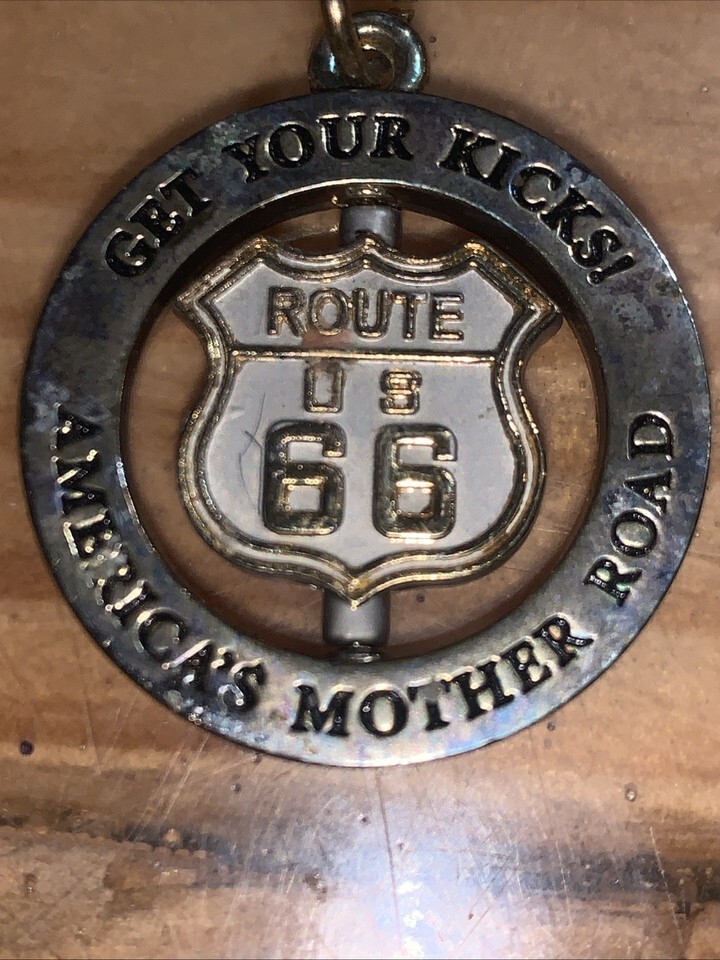 GET YOUR KICKS!
ROUTE
US
66
AMERICA'S MOTHER ROAD